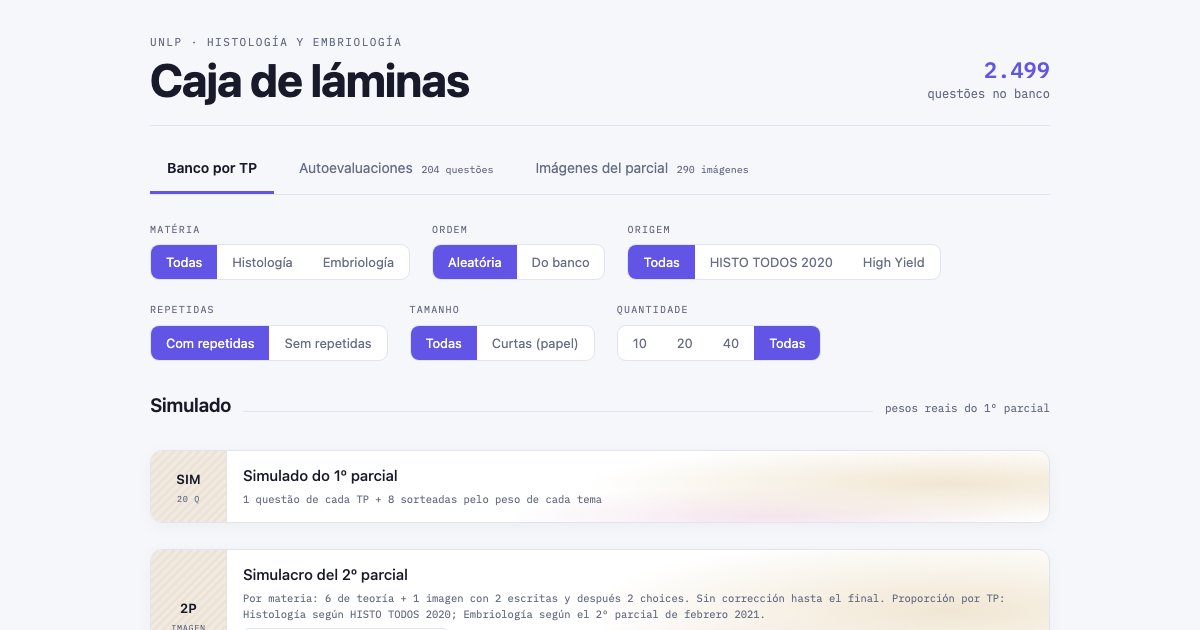 UNLP · HISTOLOGÍA Y EMBRIOLOGÍA
Caja de láminas
2.499
questões no banco
Banco por TP
Autoevaluaciones 204 questões
Imágenes del parcial 290 imágenes
MATÉRIA
Todas
Histología
Embriología
ORDEM
Aleatória
Do banco
ORIGEM
Todas
HISTO TODOS 2020
High Yield
REPETIDAS
Com repetidas
Sem repetidas
TAMANHO
Todas
Curtas (papel)
QUANTIDADE
10
20
40
Todas
Simulado
pesos reais do 1º parcial
SIM
20 Q
Simulado do 1º parcial
1 questão de cada TP + 8 sorteadas pelo peso de cada tema
2P
IMAGEN
Simulacro del 2º parcial
Por materia: 6 de teoría + 1 imagen con 2 escritas y después 2 choices. Sin corrección hasta el final. Proporción por TP:
Histología según HISTO TODOS 2020; Embriología según el 2º parcial de febrero 2021.